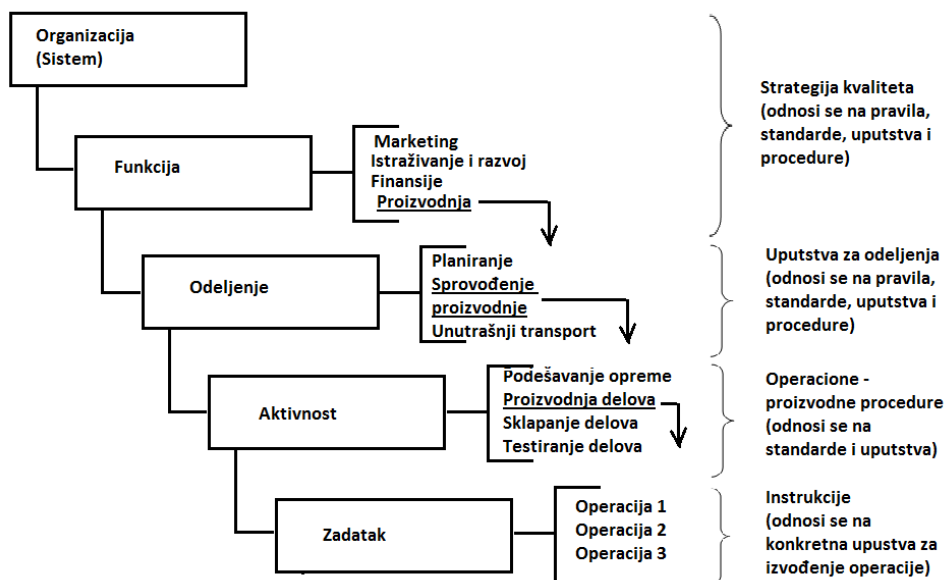 Organizacija
(Sistem)
Strategija kvaliteta
(odnosi se na pravila,
standarde, uputstva i
procedure)
Funkcija
Marketing
Istraživanje i razvoj
Finansije
Proizvodnja
Odeljenje
Planiranje
Sprovođenje
proizvodnje
Unutrašnji transport
Uputstva za odeljenja
(odnosi se na pravila,
standarde, uputstva i
procedure)
Aktivnost
Podešavanje opreme
Proizvodnja delova
Sklapanje delova
Testiranje delova
Operacione -
proizvodne procedure
(odnosi se na
standarde i uputstva)
Zadatak
Operacija 1
Operacija 2
Operacija 3
Instrukcije
(odnosi se na
konkretna upustva za
izvođenje operacije)